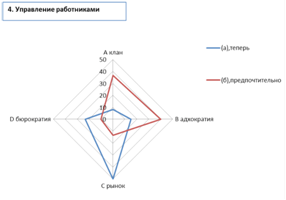 4. Управление работниками
А клан
50
40
30
20
10
0
D бюрократия
В адхократия
С рынок
(а),теперь
(б),предпочтительно